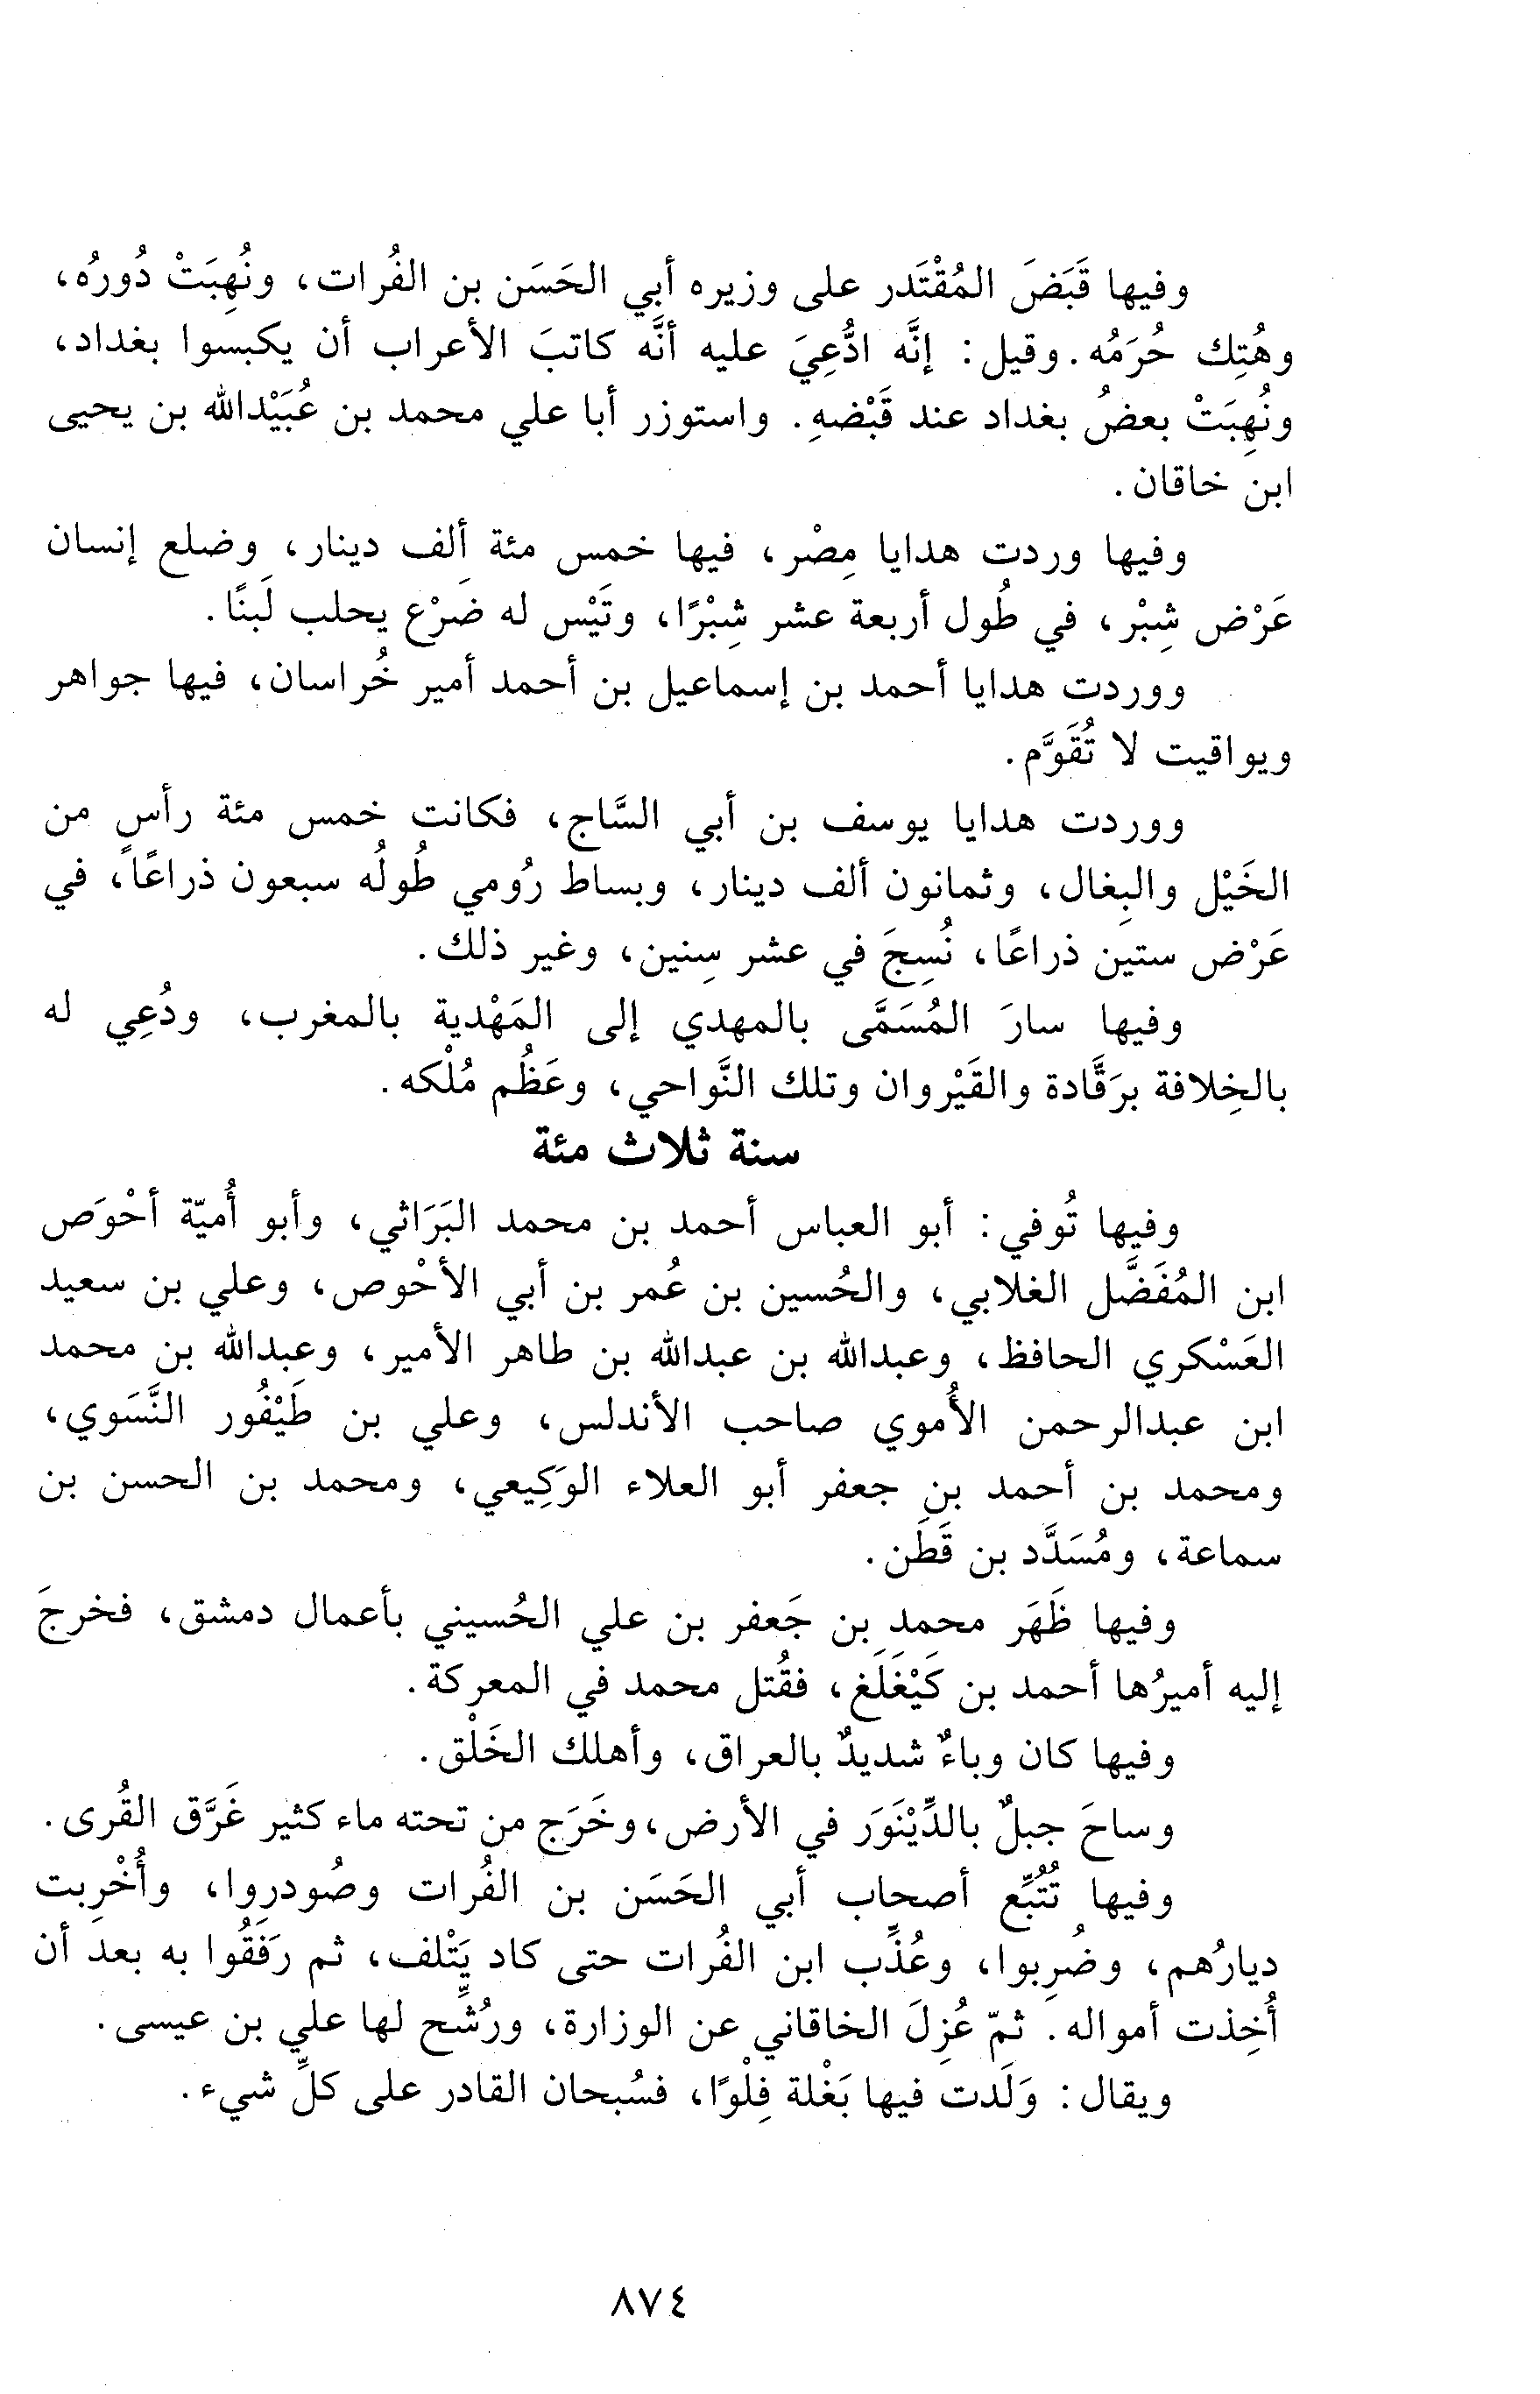 وفيها قَبَضَ المُقْتَدر على وزيره أبي الحَسَن بن الفُرات، ونُهِبَتْ دُورُه،
وهُتِك حُرَمُه. وقيل: إنَّه ادُّعِيَ عليه أنَّه كاتبَ الأعراب أن يكبسوا بغداد،
ونُهِبَتْ بعضُ بغداد عند قَبْضهِ. واستوزر أبا علي محمد بن عُبَيْدالله بن يحيى
ابن خاقان.
وفيها وردت هدايا مِصْر، فيها خمس مئة ألف دينار، وضلع إنسان
عَرْض شِبْر، في طُول أربعة عشر شِبْرًا، وتَيْس له ضَرْع يحلب لَبنًا.
ووردت هدايا أحمد بن إسماعيل بن أحمد أمير خُراسان، فيها جواهر
ويواقيت لا تُقَوَّم.
ووردت هدايا يوسف بن أبي السَّاج، فكانت خمس مئة رأسٍ من
الخَيْل والبِغال، وثمانون ألف دينار، وبساط رُومي طُولُه سبعون ذراعًا، في
عَرْض ستين ذراعًا، نُسِجَ في عشر سِنين، وغير ذلك.
وفيها سارَ المُسَمَّى بالمهدي إلى المَهْدية بالمغرب، ودُعِي له
بالخِلافة برَقَّادة والقَيْروان وتلك النَّواحي، وعَظُم مُلْكه.
سنة ثلاث مئة
وفيها تُوفي: أبو العباس أحمد بن محمد البَرَاثي، وأبو أُميّة أحْوَص
ابن المُفَضَّل الغلابي، والحُسين بن عُمر بن أبي الأحْوص، وعلي بن سعيد
العَسْكري الحافظ، وعبدالله بن عبدالله بن طاهر الأمير، وعبدالله بن محمد
ابن عبدالرحمن الأُموي صاحب الأندلس، وعلي بن طَيْفُور النَّسَوي،
ومحمد بن أحمد بن جعفر أبو العلاء الوَكِيعي، ومحمد بن الحسن بن
سماعة، ومُسَدَّد بن قَطَن.
وفيها ظَهَر محمد بن جَعفر بن علي الحُسيني بأعمال دمشق، فخرجَ
إليه أميرُها أحمد بن كَيْغَلَغ، فقُتل محمد في المعركة.
وفيها كان وباءٌ شديدٌ بالعراق، وأهلك الخَلْق.
وساحَ جبلٌ بالدِّيْنَوَر في الأرض، وخَرَج من تحته ماء كثير غَرَّق القُرى.
وفيها تُتُبِّع أصحاب أبي الحَسَن بن الفُرات وصُودروا، وأُخْرِبت
ديارُهم، وضُرِبوا، وعُذِّب ابن الفُرات حتى كاد يَتْلف، ثم رَفَقُوا به بعد أن
أُخِذت أمواله. ثمّ عُزِلَ الخاقاني عن الوزارة، ورُشِّح لها علي بن عيسى.
ويقال: وَلَدت فيها بَغْلة فِلْوًا، فسُبحان القادر على كلِّ شيء.
٨٧٤